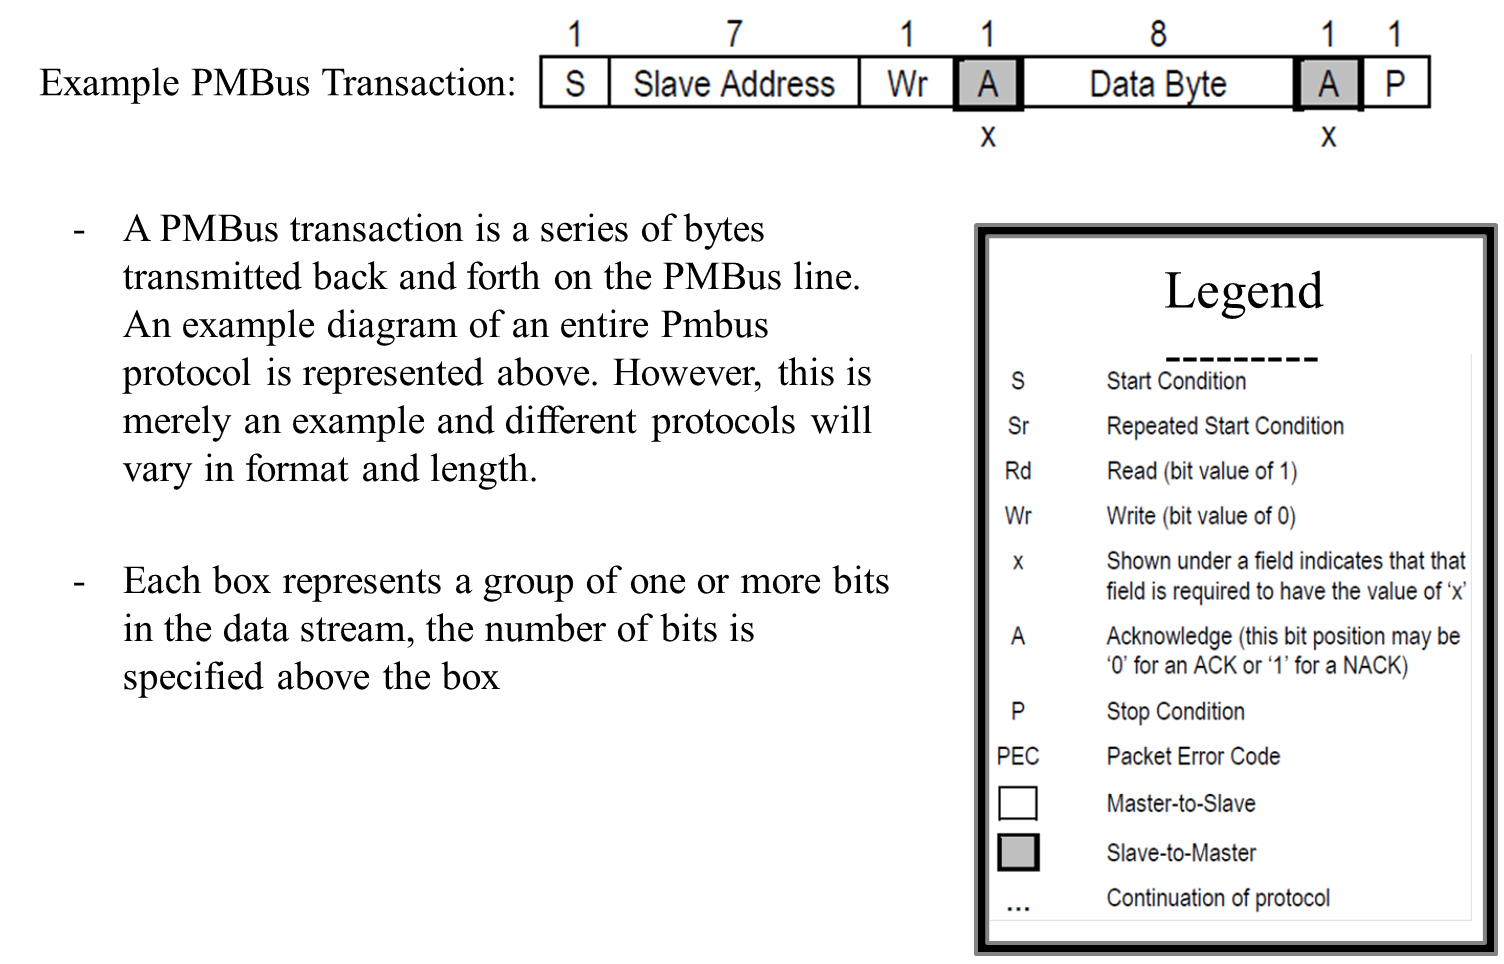 1 7 1 1 8 1 1
Example PMBus Transaction: S Slave Address Wr A Data Byte A P
x x
- A PMBus transaction is a series of bytes
transmitted back and forth on the PMBus line.
An example diagram of an entire Pmbus
protocol is represented above. However, this is
merely an example and different protocols will
vary in format and length.
- Each box represents a group of one or more bits
in the data stream, the number of bits is
specified above the box
Legend
---------
S Start Condition
Sr Repeated Start Condition
Rd Read (bit value of 1)
Wr Write (bit value of 0)
x Shown under a field indicates that that
field is required to have the value of ‘x’
A Acknowledge (this bit position may be
‘0’ for an ACK or ‘1’ for a NACK)
P Stop Condition
PEC Packet Error Code
Master-to-Slave
Slave-to-Master
... Continuation of protocol